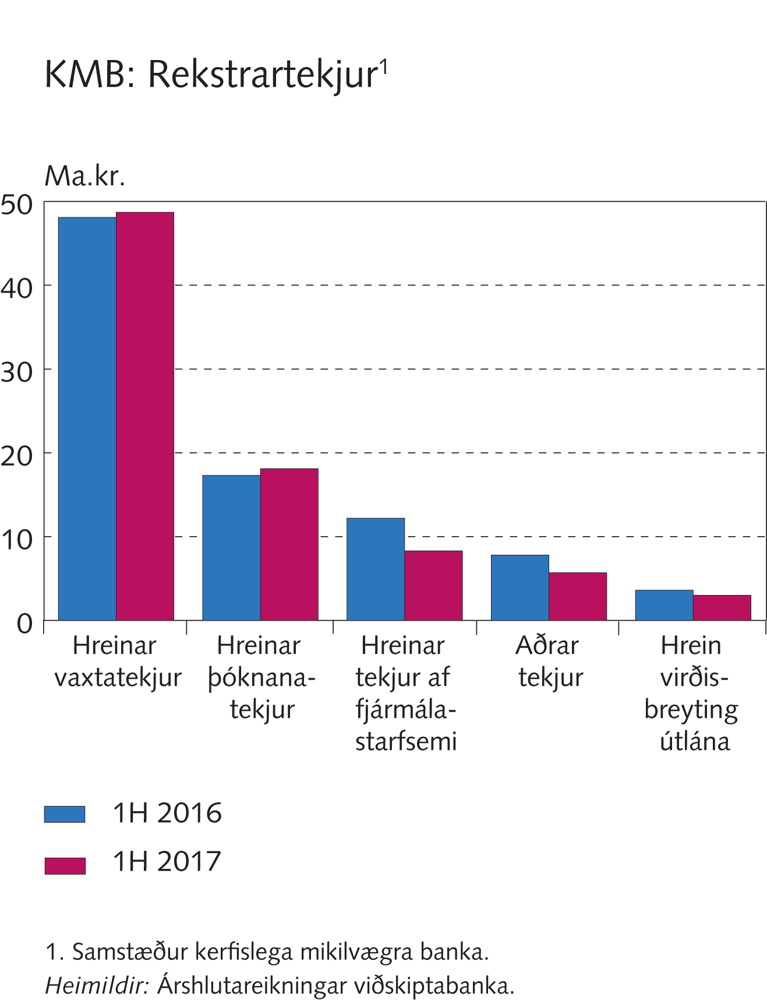 KMB: Rekstrartekjur¹
Ma.kr.
50
40
30
20
10
0
Hreinar
vaxtatekjur
Hreinar
þóknana-
tekjur
Hreinar
tekjur af
fjármála-
starfsemi
Aðrar
tekjur
Hrein
virðis-
breyting
útlána
1H 2016
1H 2017
1. Samstæður kerfislega mikilvægra banka.
Heimildir: Árshlutareikningar viðskiptabanka.